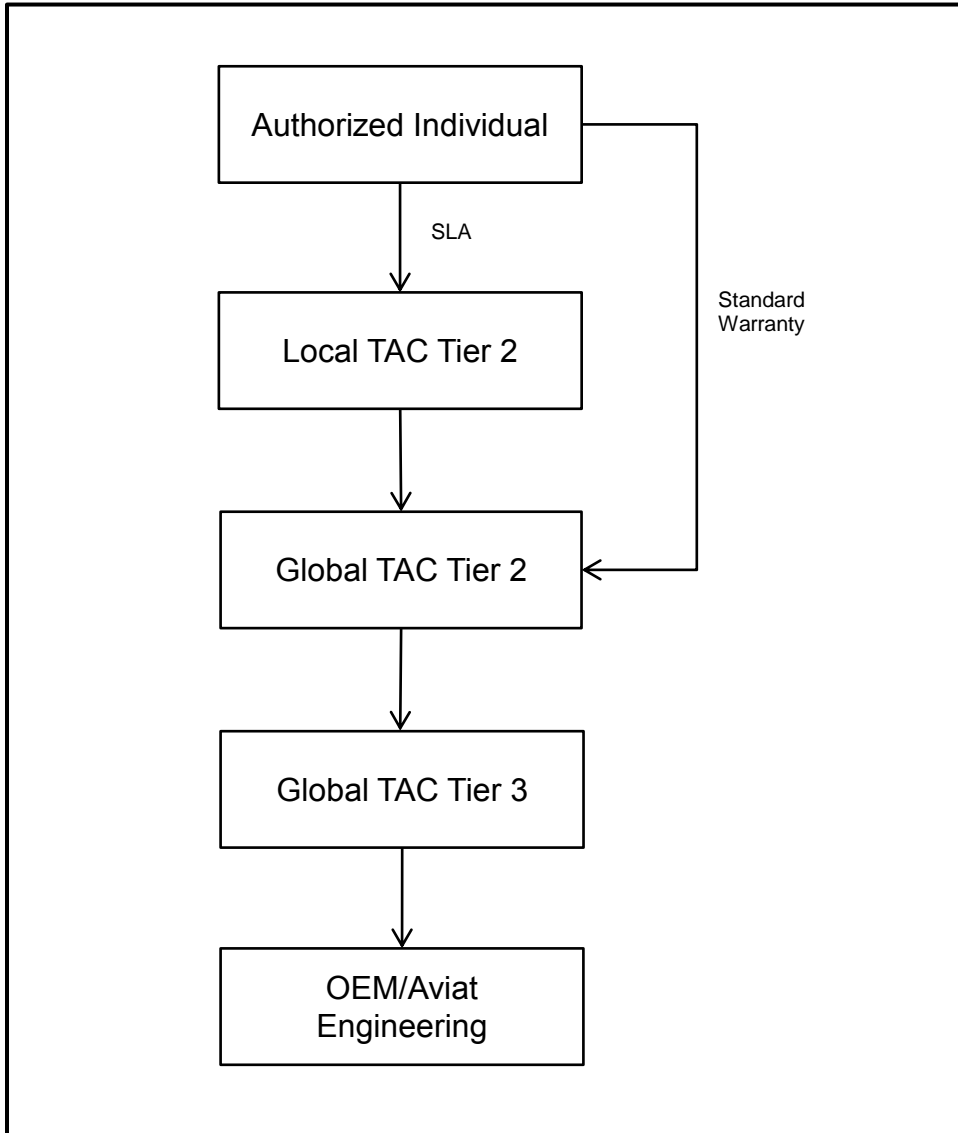 Authorized Individual
SLA
Standard
Warranty
Local TAC Tier 2
Global TAC Tier 2
Global TAC Tier 3
OEM/Aviat
Engineering